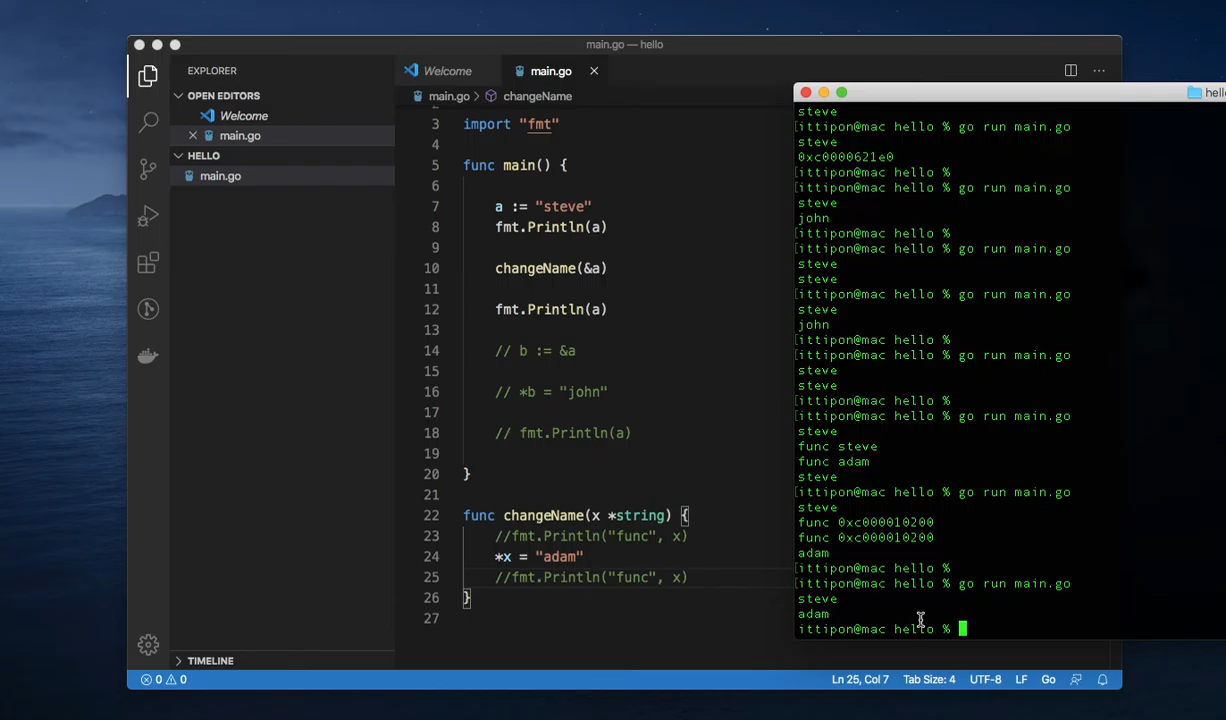 main.go — hello
EXPLORER
OPEN EDITORS
Welcome
main.go
HELLO
main.go
TIMELINE
Welcome
main.go
main.go > changeName
3 import "fmt"
4
5 func main() {
6
7 a := "steve"
8 fmt.Println(a)
9
10 changeName(&a)
11
12 fmt.Println(a)
13
14 // b := &a
15
16 // *b = "john"
17
18 // fmt.Println(a)
19
20 }
21
22 func changeName(x *string) {
23 //fmt.Println("func", x)
24 *x = "adam"
25 //fmt.Println("func", x)
26 }
27
0 0
Ln 25, Col 7 Tab Size: 4 UTF-8 LF Go
steve
[ittipon@mac hello % go run main.go
steve
0xc0000621e0
[ittipon@mac hello %
[ittipon@mac hello % go run main.go
steve
john
[ittipon@mac hello %
[ittipon@mac hello % go run main.go
steve
steve
[ittipon@mac hello % go run main.go
steve
john
[ittipon@mac hello %
[ittipon@mac hello % go run main.go
steve
steve
[ittipon@mac hello %
[ittipon@mac hello % go run main.go
steve
func steve
func adam
steve
[ittipon@mac hello % go run main.go
steve
func 0xc000010200
func 0xc000010200
adam
[ittipon@mac hello %
[ittipon@mac hello % go run main.go
steve
adam
ittipon@mac hello %